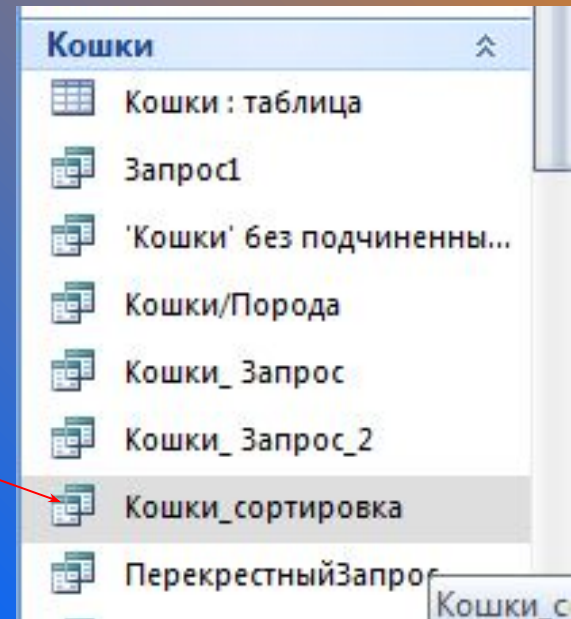 Кошки
Кошки : таблица
Запрос1
'Кошки' без подчиненны...
Кошки/Порода
Кошки_ Запрос
Кошки_ Запрос_2
Кошки_сортировка
ПерекрестныйЗапрос